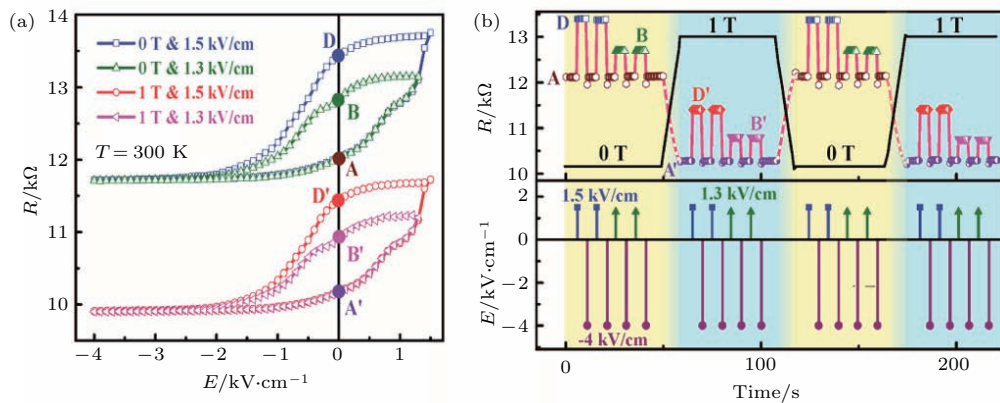 (a)
14
13
12
11
10
R/kΩ
0 T & 1.5 kV/cm
0 T & 1.3 kV/cm
1 T & 1.5 kV/cm
1 T & 1.3 kV/cm
T = 300 K
D
B
A
D'
B'
A'
−4
−3
−2
−1
0
1
E/kV·cm⁻¹
(b)
13
12
11
10
R/kΩ
D
B
A
1 T
1 T
D'
B'
0 T
A'
0 T
1.5 kV/cm
1.3 kV/cm
2
0
−2
−4
E/kV·cm⁻¹
-4 kV/cm
0
100
200
Time/s